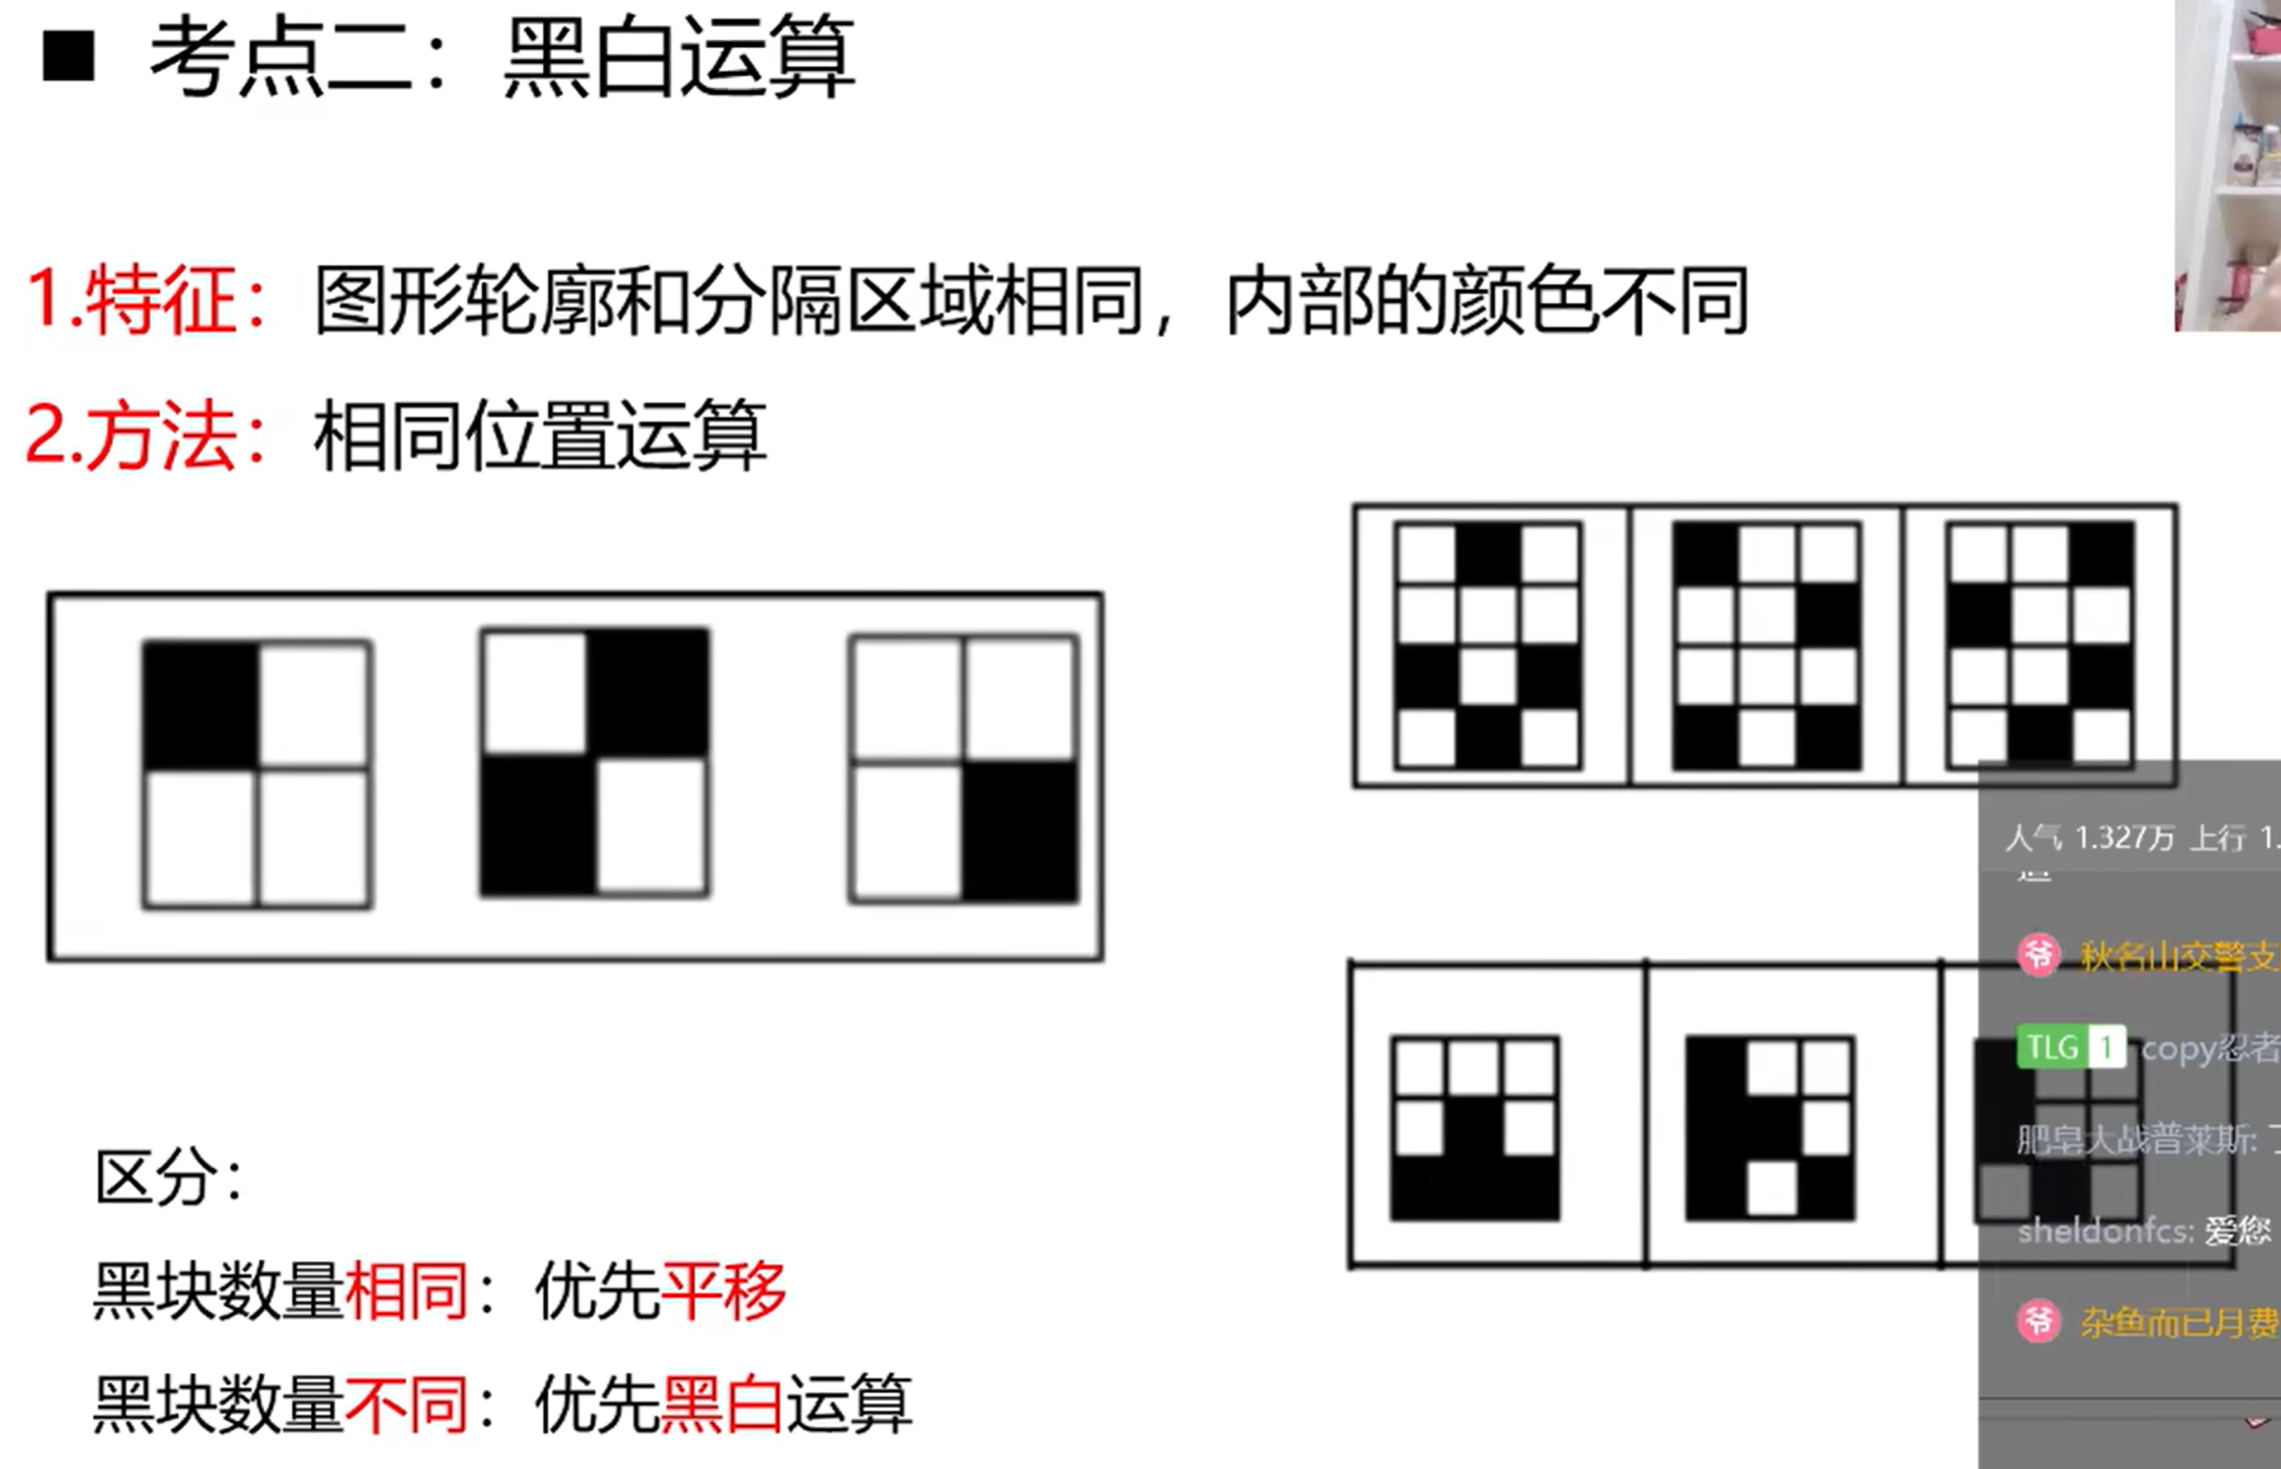 ■ 考点二：黑白运算
1.特征：图形轮廓和分隔区域相同，内部的颜色不同
2.方法：相同位置运算
人气 1.327万 上行 1.
爷 秋名山交警支
TLG 1 copy忍者
肥皂大战普莱斯:
sheldonfcs: 爱您
爷 杂鱼而已月费
区分：
黑块数量相同：优先平移
黑块数量不同：优先黑白运算